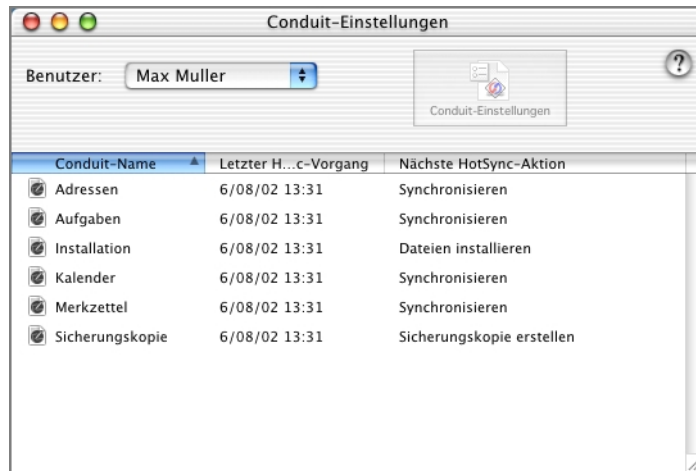 Conduit-Einstellungen
Benutzer: Max Muller
Conduit-Einstellungen
?
Conduit-Name Letzter H...c-Vorgang Nächste HotSync-Aktion
Adressen 6/08/02 13:31 Synchronisieren
Aufgaben 6/08/02 13:31 Synchronisieren
Installation 6/08/02 13:31 Dateien installieren
Kalender 6/08/02 13:31 Synchronisieren
Merkzettel 6/08/02 13:31 Synchronisieren
Sicherungskopie 6/08/02 13:31 Sicherungskopie erstellen